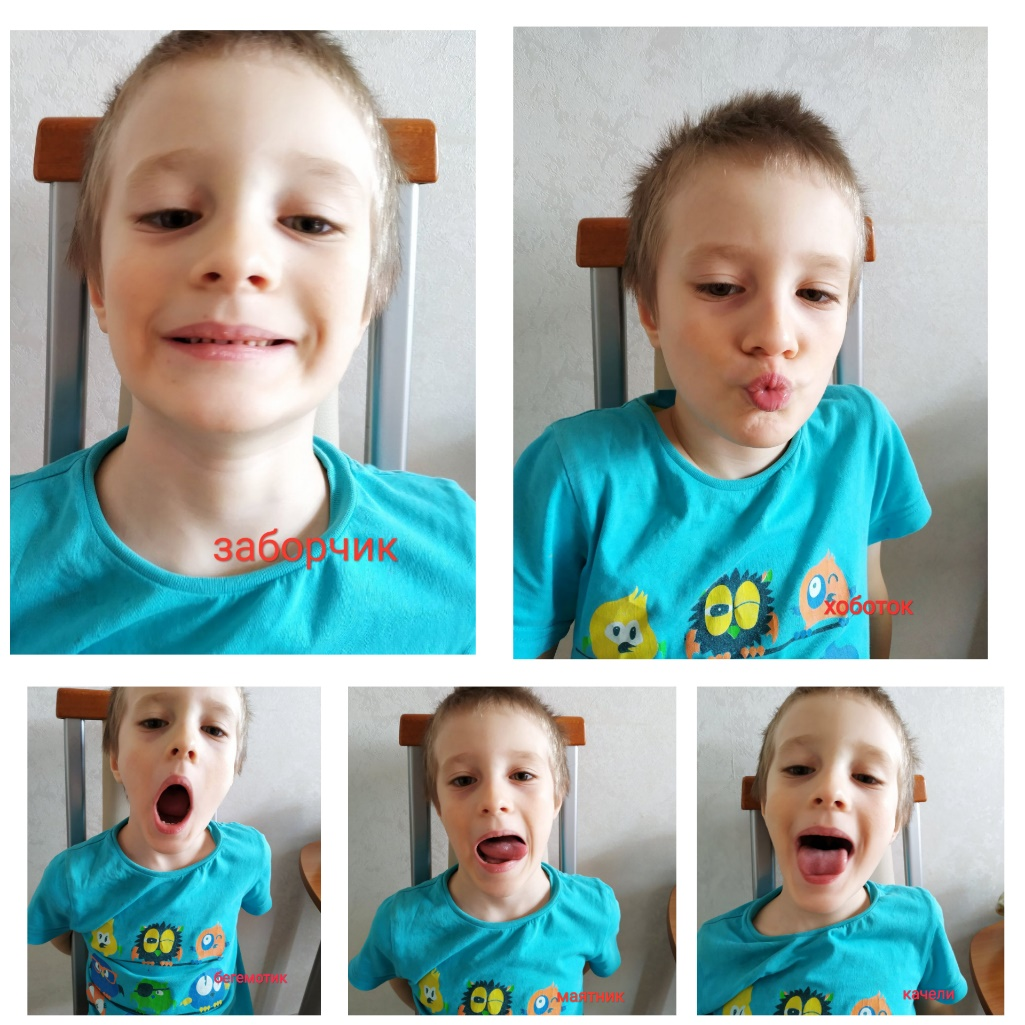 заборчик
хоботок
бегемотик
маятник
качели